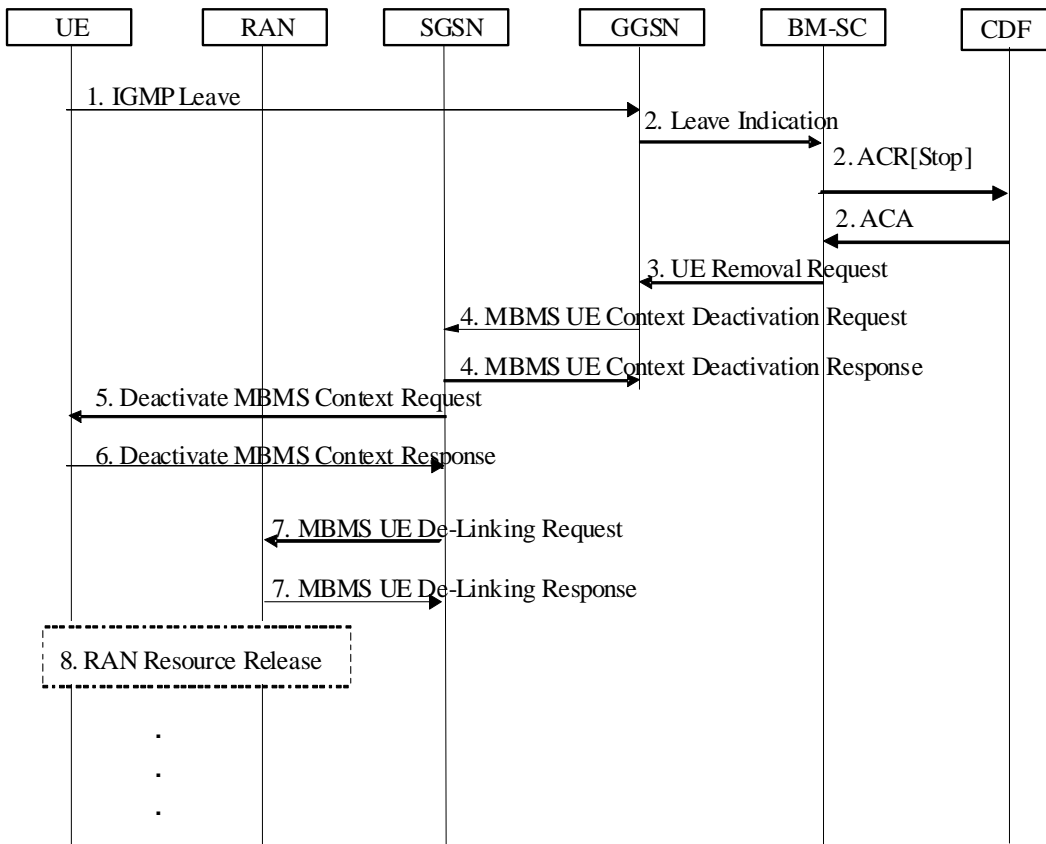 UE
RAN
SGSN
GGSN
BM-SC
CDF
1. IGMP Leave
2. Leave Indication
2. ACR[Stop]
2. ACA
3. UE Removal Request
4. MBMS UE Context Deactivation Request
4. MBMS UE Context Deactivation Response
5. Deactivate MBMS Context Request
6. Deactivate MBMS Context Response
7. MBMS UE De-Linking Request
7. MBMS UE De-Linking Response
8. RAN Resource Release
.
.
.